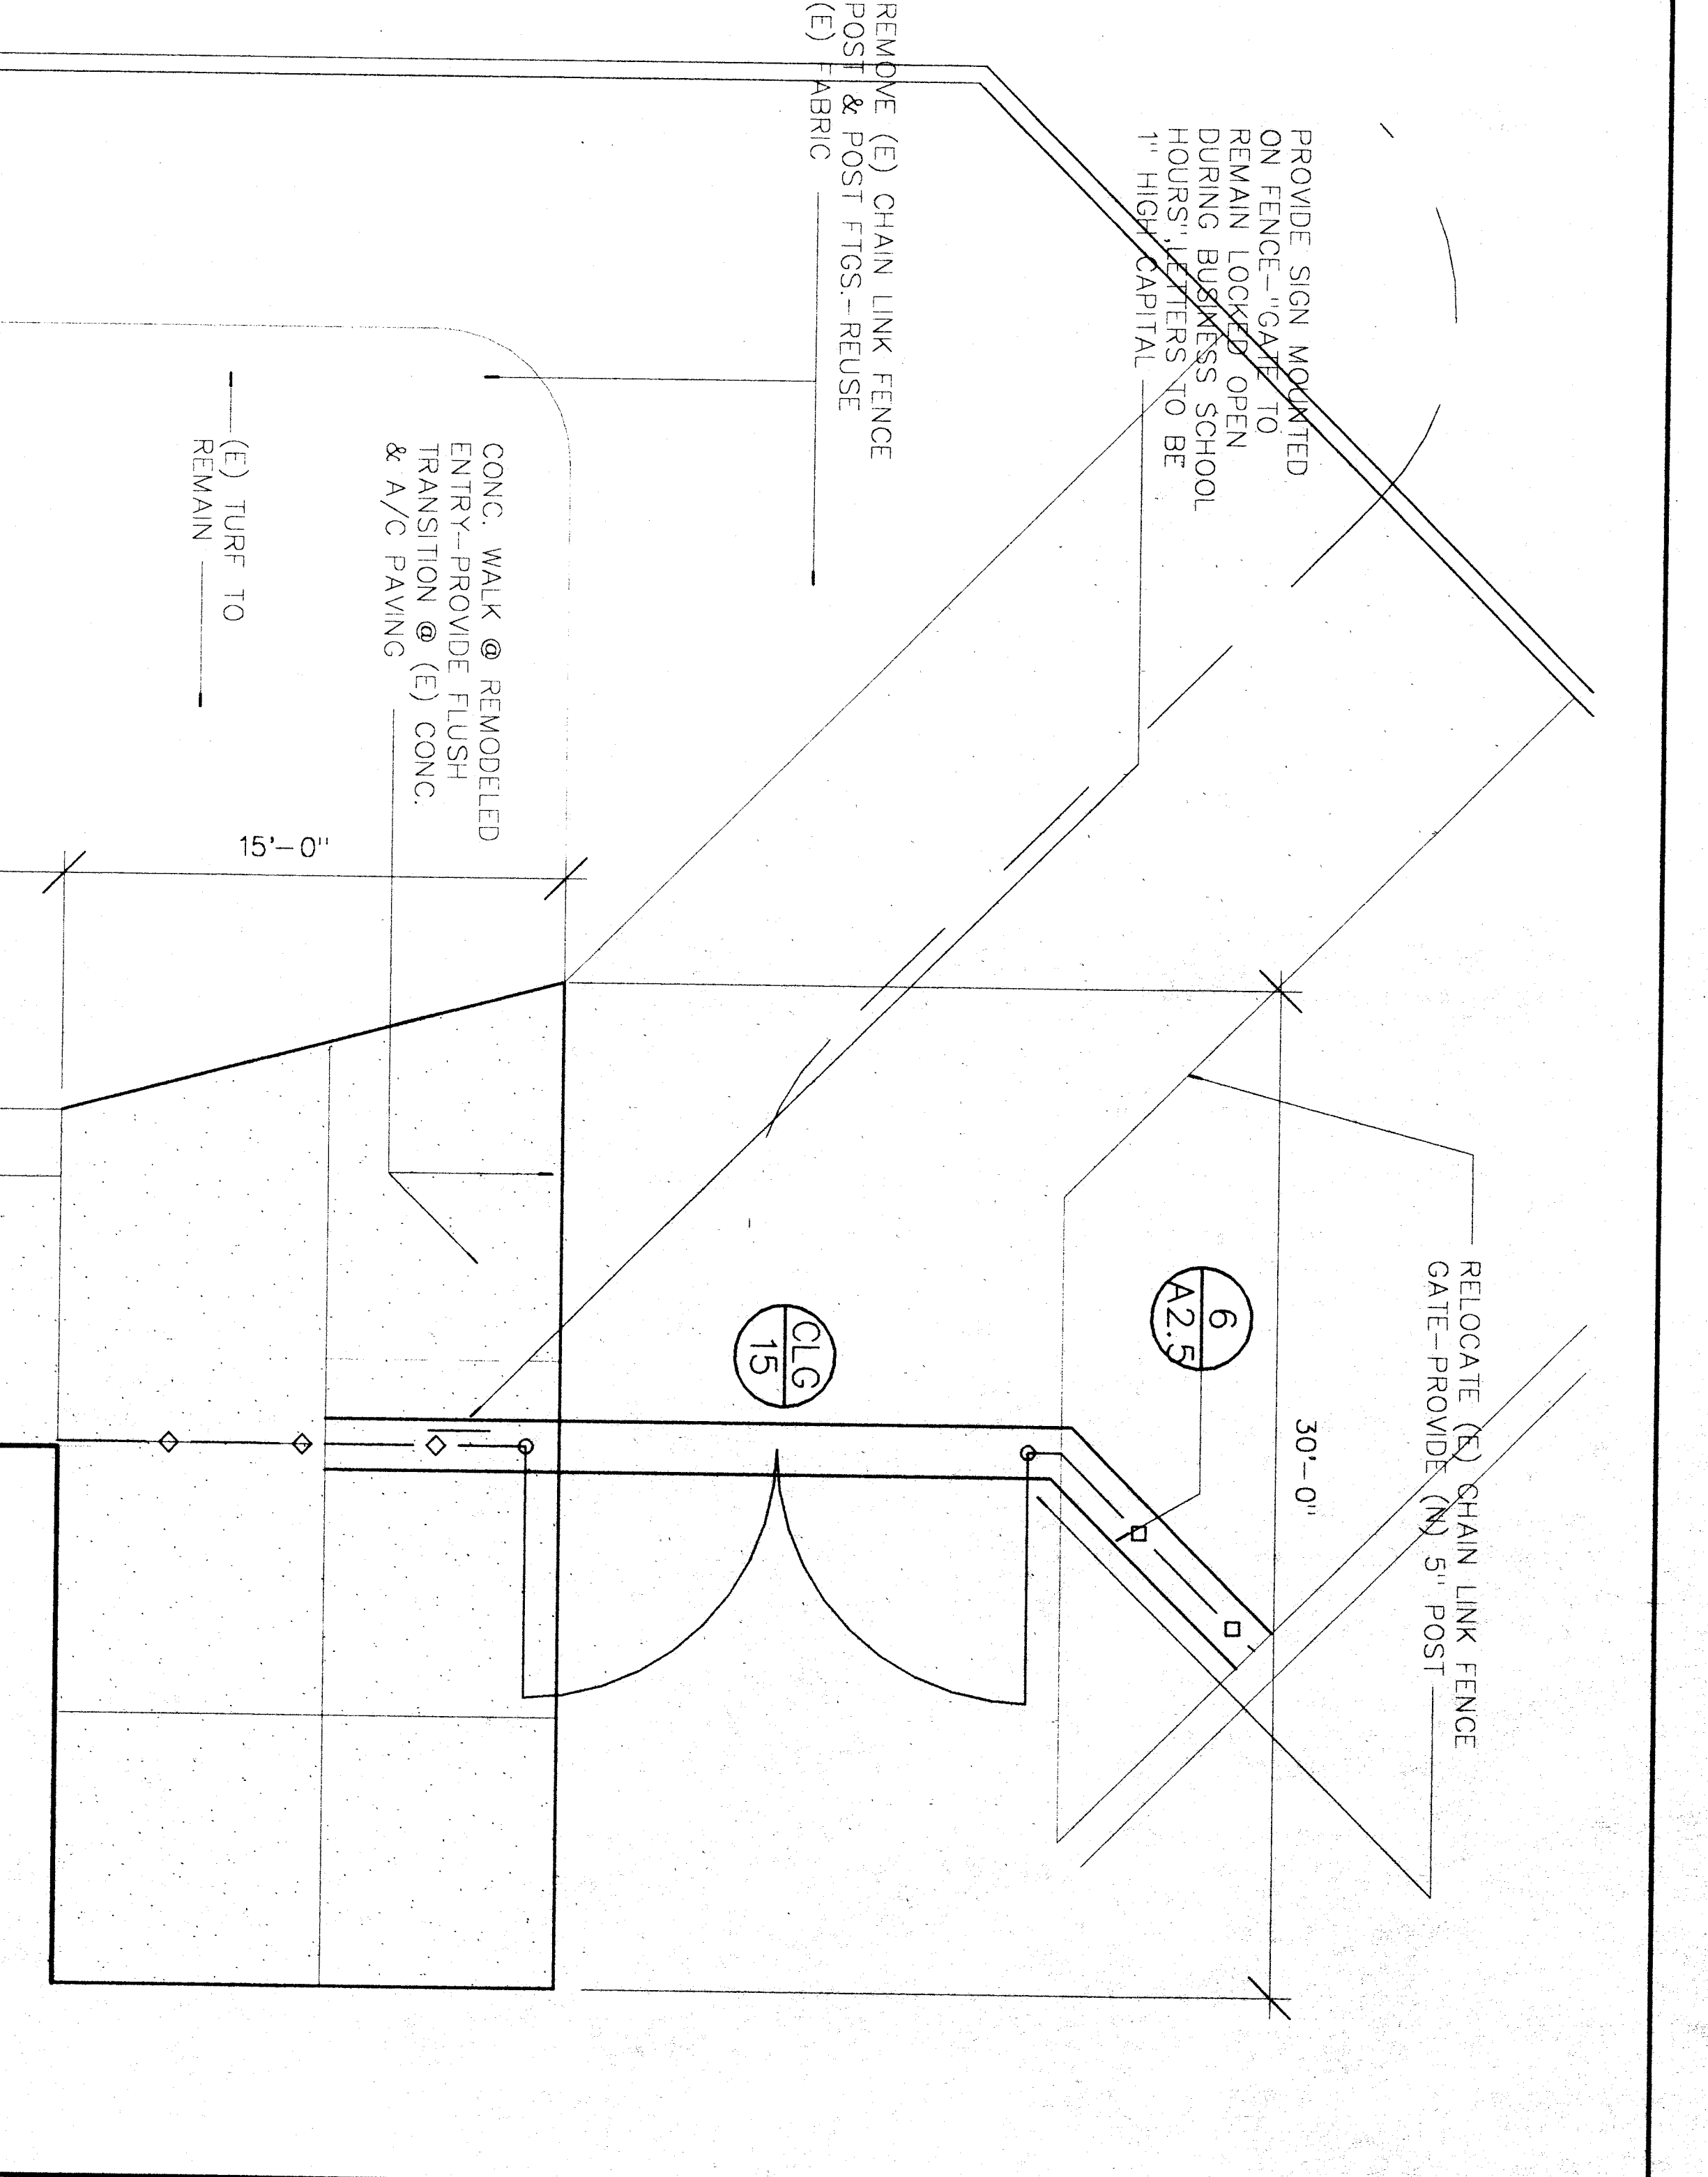 PROVIDE SIGN MOUNTED
ON FENCE-"GATE TO
REMAIN LOCKED OPEN
DURING BUSINESS SCHOOL
HOURS", LETTERS TO BE
1" HIGH CAPITAL
RELOCATE (E) CHAIN LINK FENCE
GATE-PROVIDE (N) 5" POST
30'-0"
6
A2.5
REMOVE (E) CHAIN LINK FENCE
POST & POST FTGS.-REUSE
(E) FABRIC
CLG
15
CONC. WALK @ REMODELED
ENTRY-PROVIDE FLUSH
TRANSITION @ (E) CONC.
& A/C PAVING
15'-0"
(E) TURF TO
REMAIN